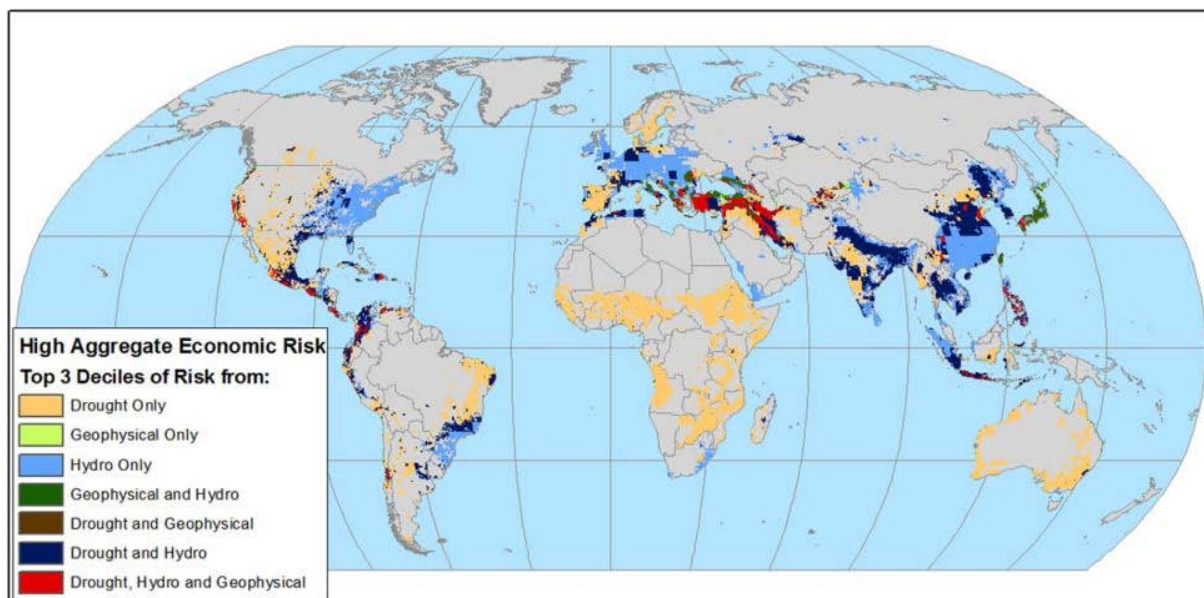 High Aggregate Economic Risk
Top 3 Deciles of Risk from:
Drought Only
Geophysical Only
Hydro Only
Geophysical and Hydro
Drought and Geophysical
Drought and Hydro
Drought, Hydro and Geophysical